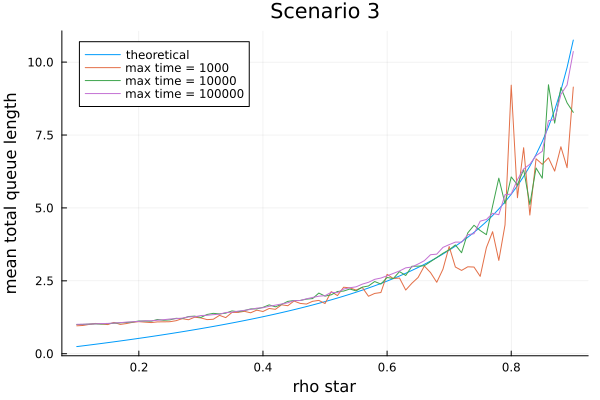 Scenario 3
theoretical
max time = 1000
max time = 10000
max time = 100000
mean total queue length
10.0
7.5
5.0
2.5
0.0
0.2 0.4 0.6 0.8
rho star